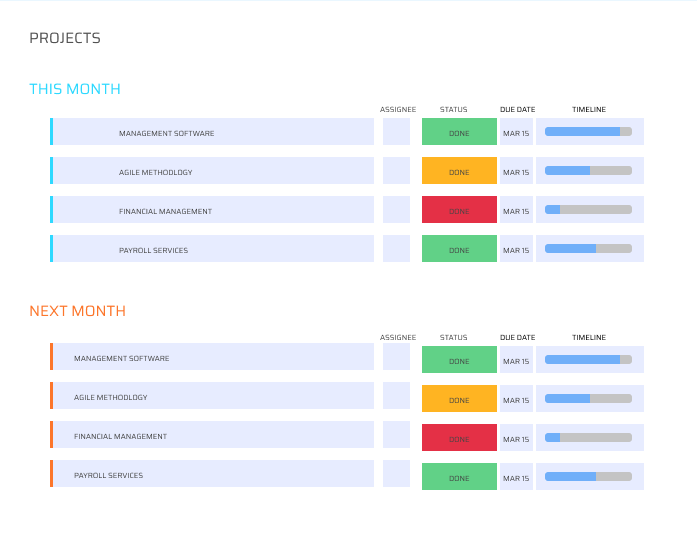 PROJECTS
THIS MONTH
ASSIGNEE STATUS DUE DATE TIMELINE
MANAGEMENT SOFTWARE DONE MAR 15
AGILE METHODLOGY DONE MAR 15
FINANCIAL MANAGEMENT DONE MAR 15
PAYROLL SERVICES DONE MAR 15
NEXT MONTH
ASSIGNEE STATUS DUE DATE TIMELINE
MANAGEMENT SOFTWARE DONE MAR 15
AGILE METHODLOGY DONE MAR 15
FINANCIAL MANAGEMENT DONE MAR 15
PAYROLL SERVICES DONE MAR 15